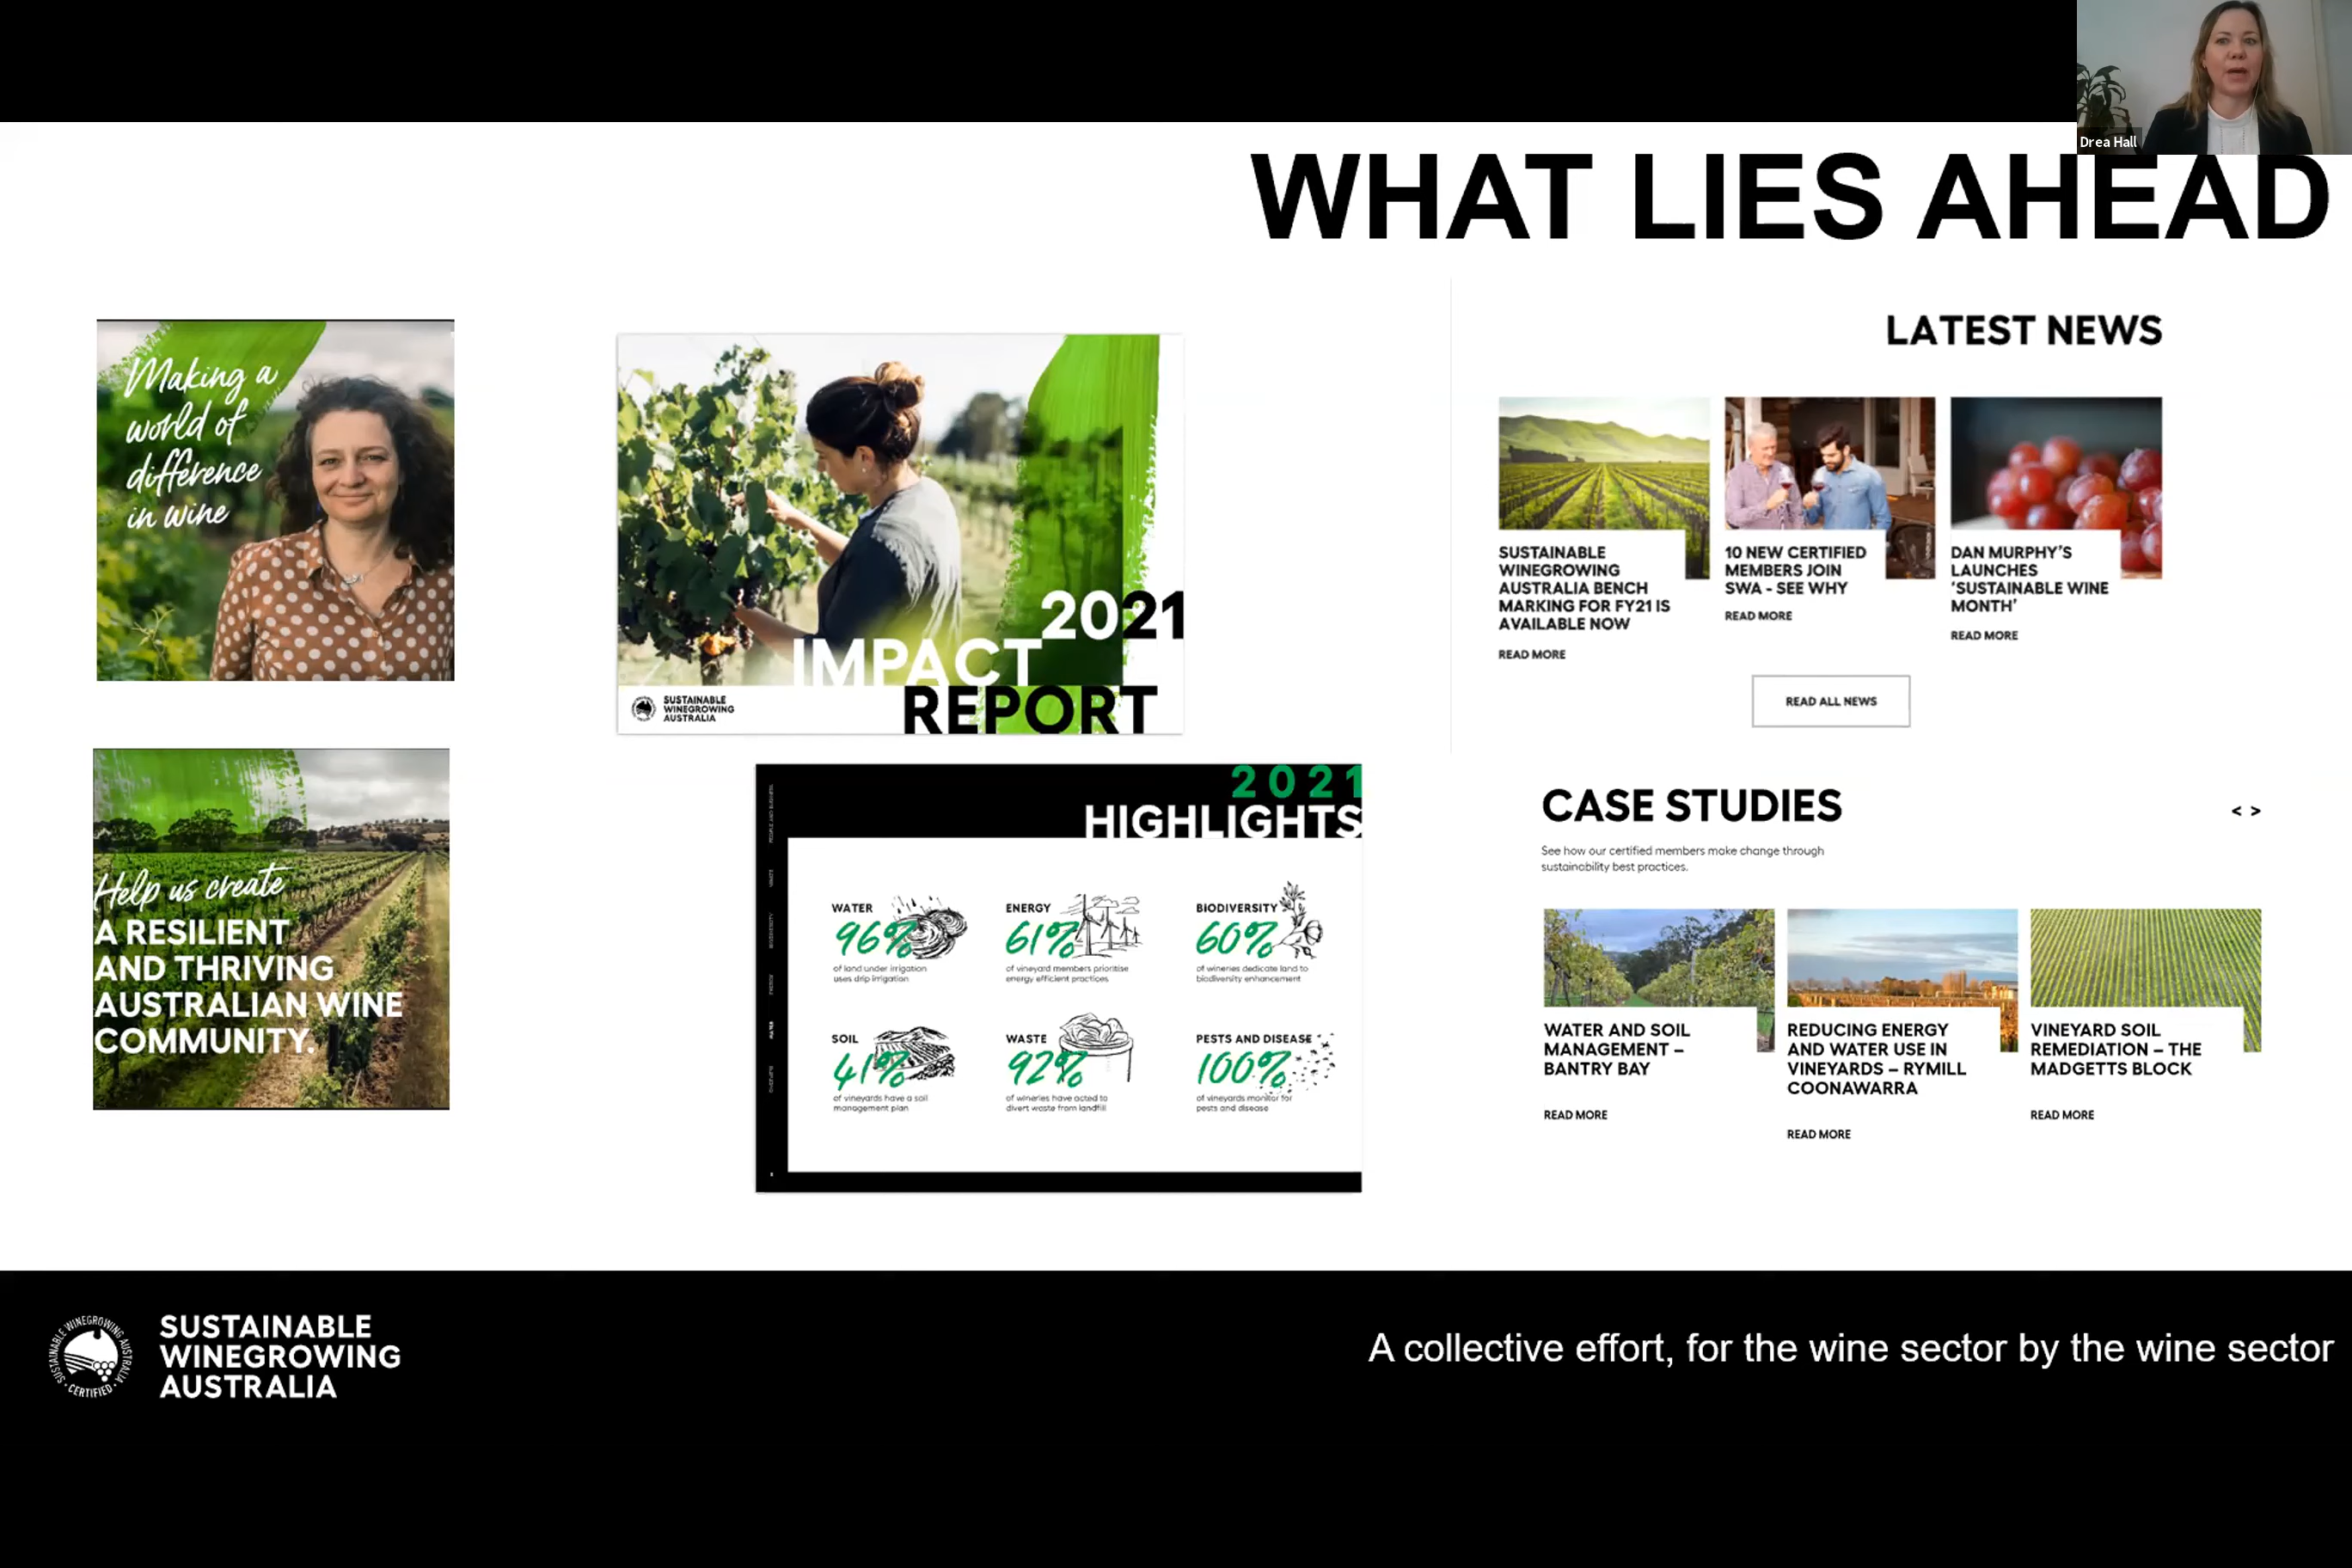 Drea Hall
WHAT LIES AHEAD
Making a
world of
difference
in wine
Help us create
A RESILIENT
AND THRIVING
AUSTRALIAN WINE
COMMUNITY.
2021
IMPACT
REPORT
SUSTAINABLE
WINEGROWING
AUSTRALIA
2021
HIGHLIGHTS
WATER
96%
of land under irrigation
uses drip irrigation
ENERGY
61%
of vineyard members prioritise
energy efficient practices
BIODIVERSITY
60%
of wineries dedicate land to
biodiversity enhancement
SOIL
41%
of vineyards have a soil
management plan
WASTE
92%
of wineries have acted to
divert waste from landfill
PESTS AND DISEASE
100%
of vineyards monitor for
pests and disease
LATEST NEWS
SUSTAINABLE
WINEGROWING
AUSTRALIA BENCH
MARKING FOR FY21 IS
AVAILABLE NOW
READ MORE
10 NEW CERTIFIED
MEMBERS JOIN
SWA - SEE WHY
READ MORE
DAN MURPHY'S
LAUNCHES
'SUSTAINABLE WINE
MONTH'
READ MORE
READ ALL NEWS
CASE STUDIES
< >
See how our certified members make change through
sustainability best practices.
WATER AND SOIL
MANAGEMENT –
BANTRY BAY
READ MORE
REDUCING ENERGY
AND WATER USE IN
VINEYARDS – RYMILL
COONAWARRA
READ MORE
VINEYARD SOIL
REMEDIATION – THE
MADGETTS BLOCK
READ MORE
SUSTAINABLE WINEGROWING AUSTRALIA
• CERTIFIED •
SUSTAINABLE
WINEGROWING
AUSTRALIA
A collective effort, for the wine sector by the wine sector